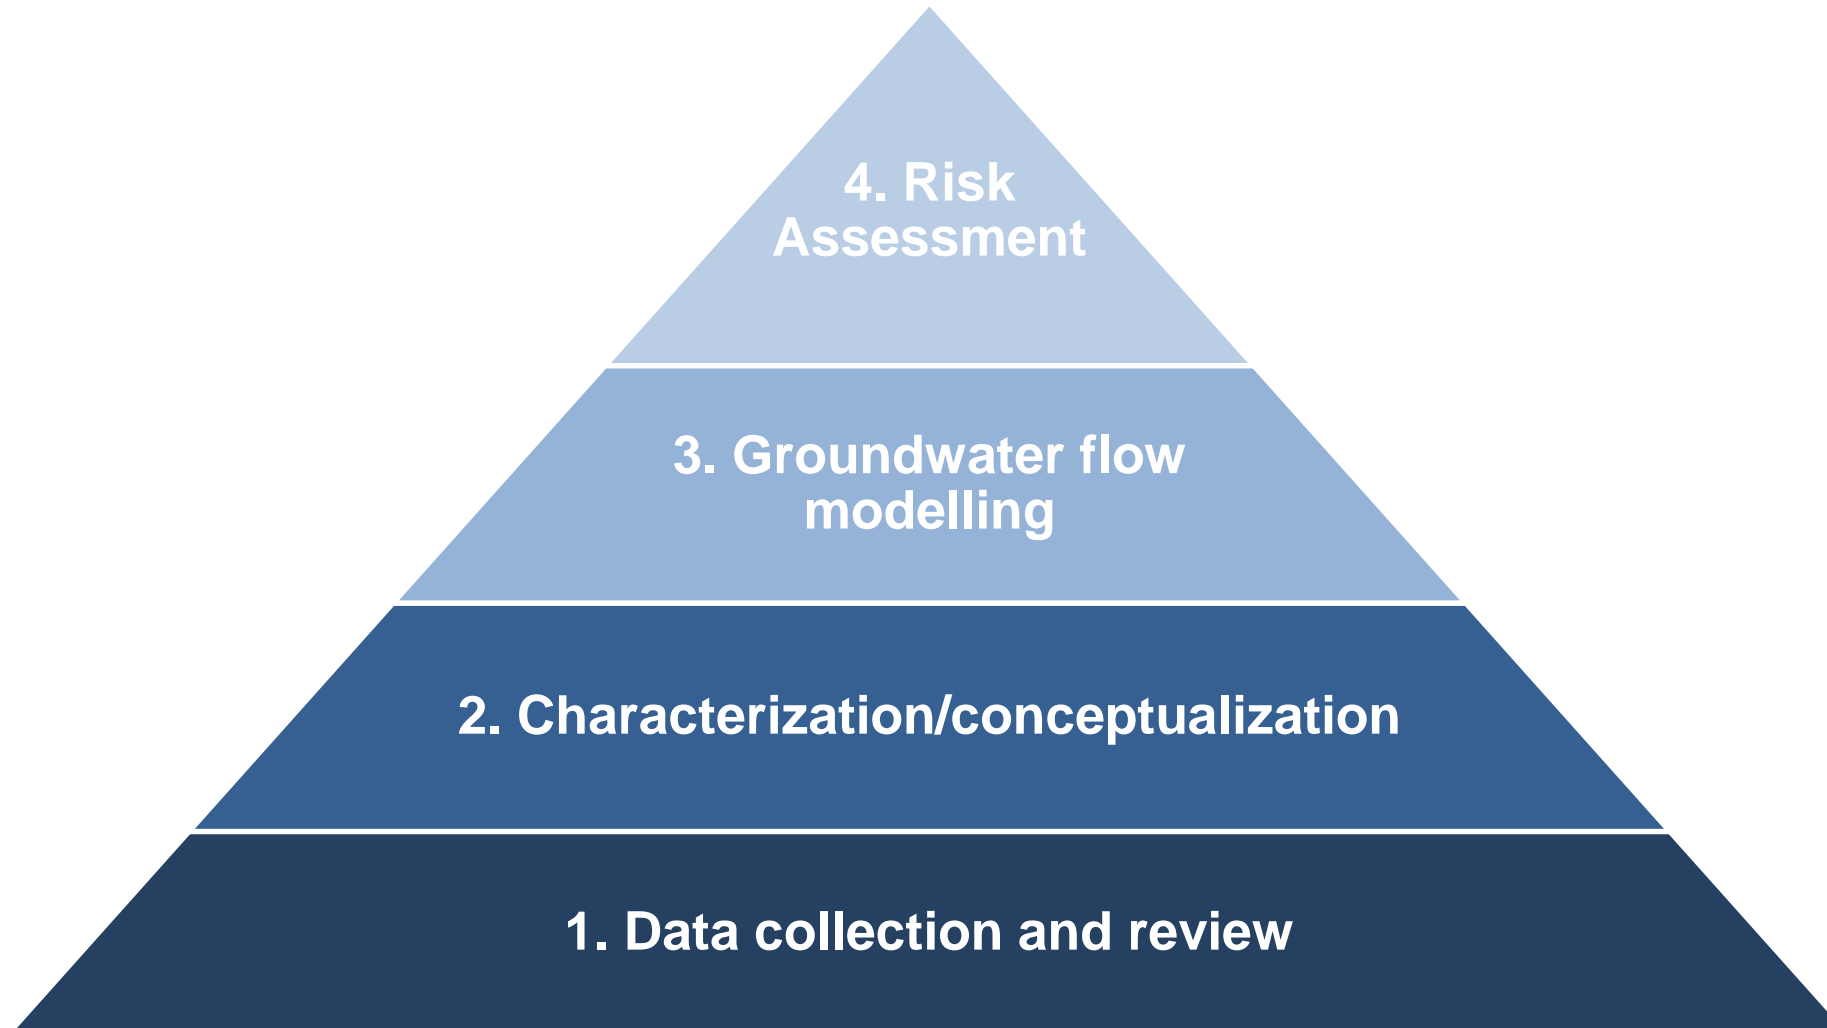 4. Risk
Assessment
3. Groundwater flow
modelling
2. Characterization/conceptualization
1. Data collection and review